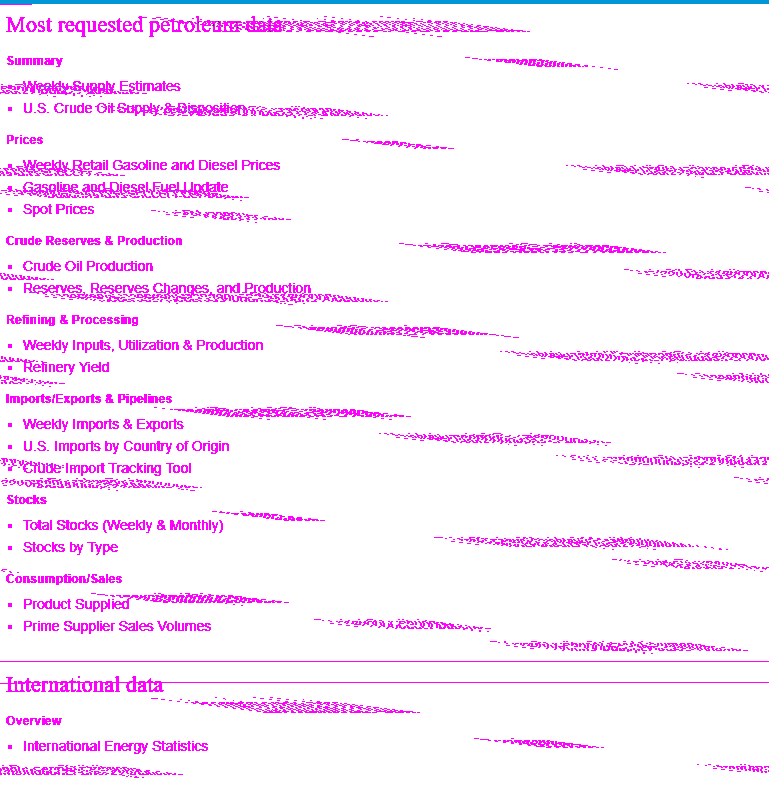 Most requested petroleum data
Summary
Weekly Supply Estimates
U.S. Crude Oil Supply & Disposition
Prices
Weekly Retail Gasoline and Diesel Prices
Gasoline and Diesel Fuel Update
Spot Prices
Crude Reserves & Production
Crude Oil Production
Reserves, Reserves Changes, and Production
Refining & Processing
Weekly Inputs, Utilization & Production
Refinery Yield
Imports/Exports & Pipelines
Weekly Imports & Exports
U.S. Imports by Country of Origin
Crude Import Tracking Tool
Stocks
Total Stocks (Weekly & Monthly)
Stocks by Type
Consumption/Sales
Product Supplied
Prime Supplier Sales Volumes
International data
Overview
International Energy Statistics